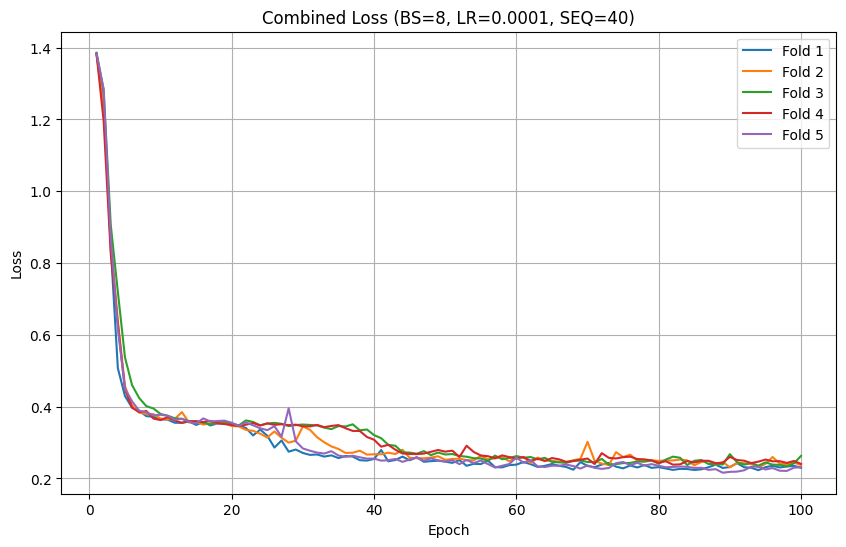 Combined Loss (BS=8, LR=0.0001, SEQ=40)
Fold 1
Fold 2
Fold 3
Fold 4
Fold 5
Loss
1.4
1.2
1.0
0.8
0.6
0.4
0.2
0 20 40 60 80 100
Epoch